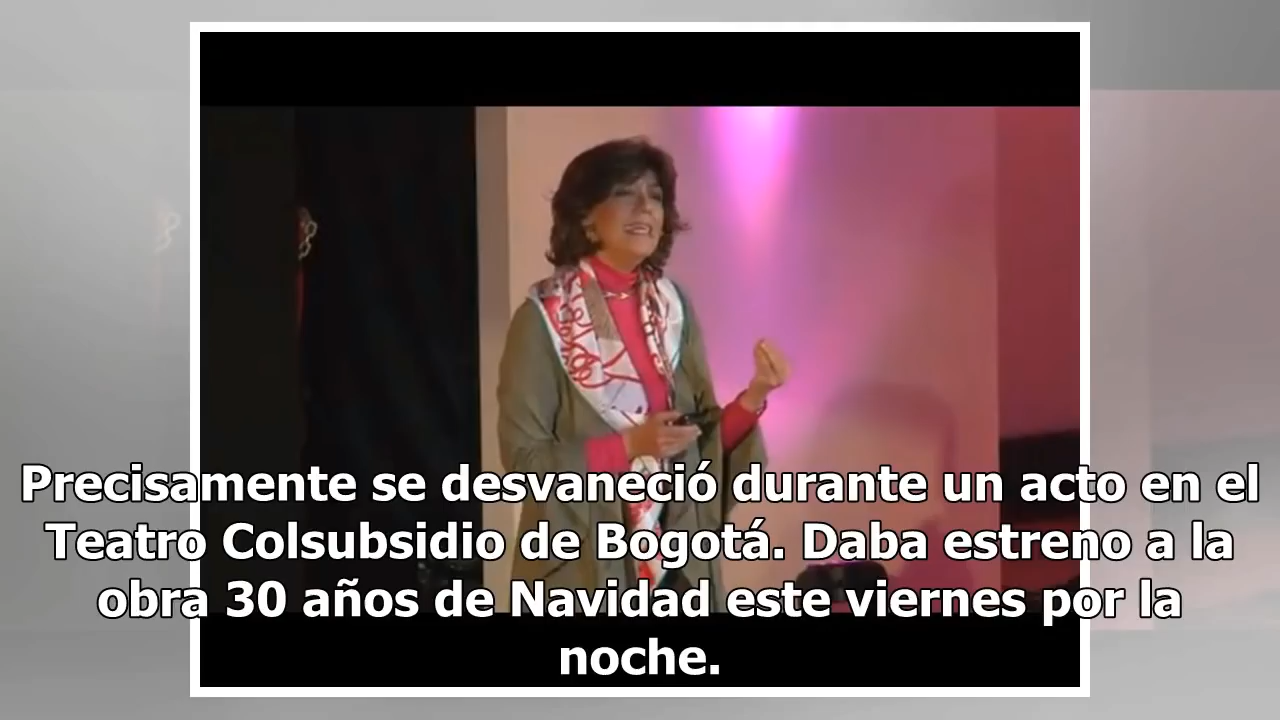 Precisamente se desvaneció durante un acto en el
Teatro Colsubsidio de Bogotá. Daba estreno a la
obra 30 años de Navidad este viernes por la
noche.